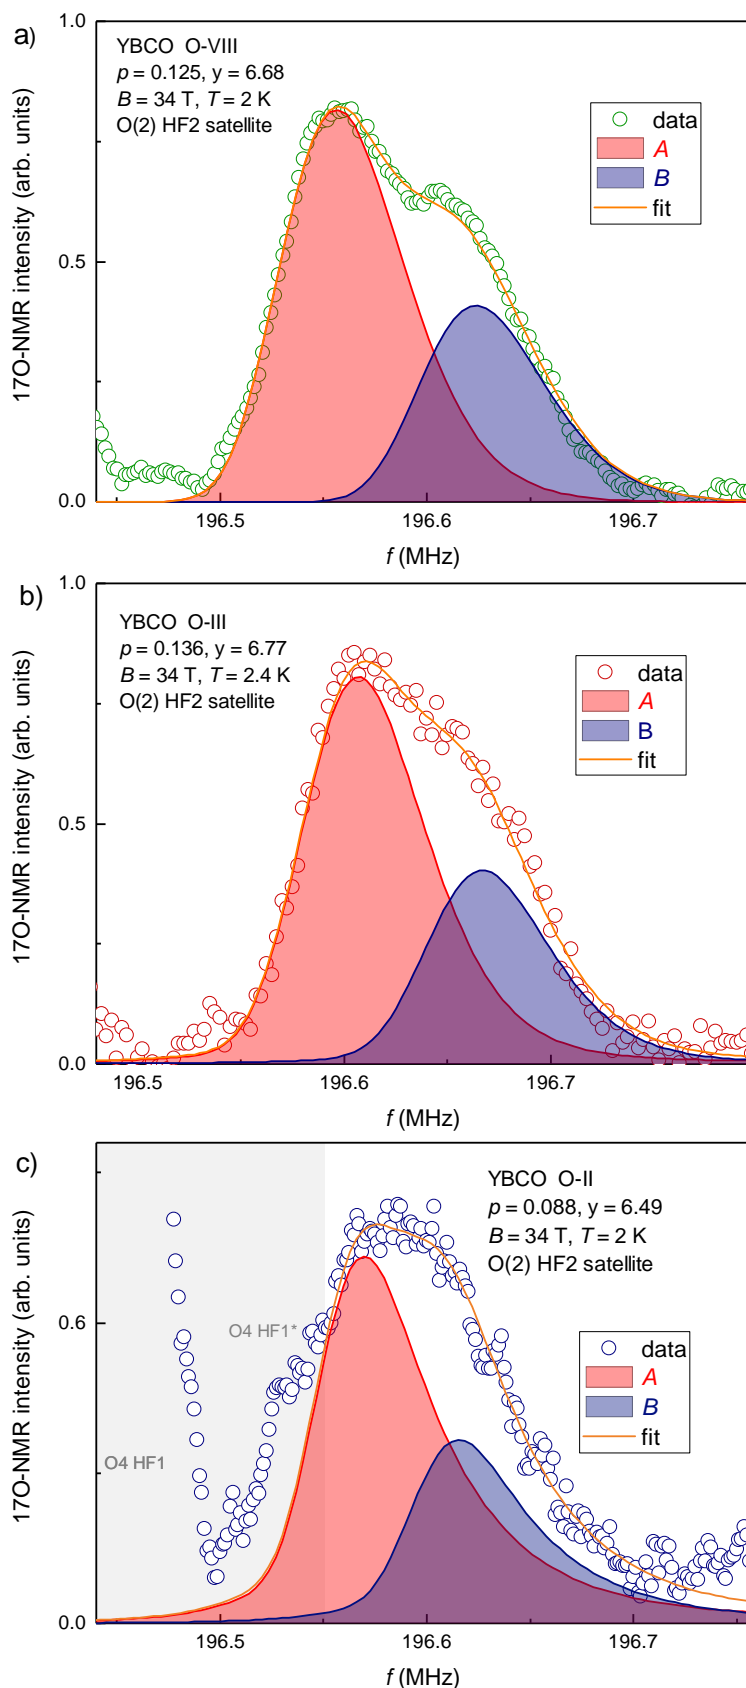 a)
1.0
YBCO O-VIII
p = 0.125, y = 6.68
B = 34 T, T = 2 K
O(2) HF2 satellite
data
A
B
fit
17O-NMR intensity (arb. units)
0.5
0.0
196.5
196.6
196.7
f (MHz)
b)
1.0
YBCO O-III
p = 0.136, y = 6.77
B = 34 T, T = 2.4 K
O(2) HF2 satellite
data
A
B
fit
17O-NMR intensity (arb. units)
0.5
0.0
196.5
196.6
196.7
f (MHz)
c)
YBCO O-II
p = 0.088, y = 6.49
B = 34 T, T = 2 K
O(2) HF2 satellite
data
A
B
fit
17O-NMR intensity (arb. units)
0.6
O4 HF1*
O4 HF1
0.0
196.5
196.6
196.7
f (MHz)